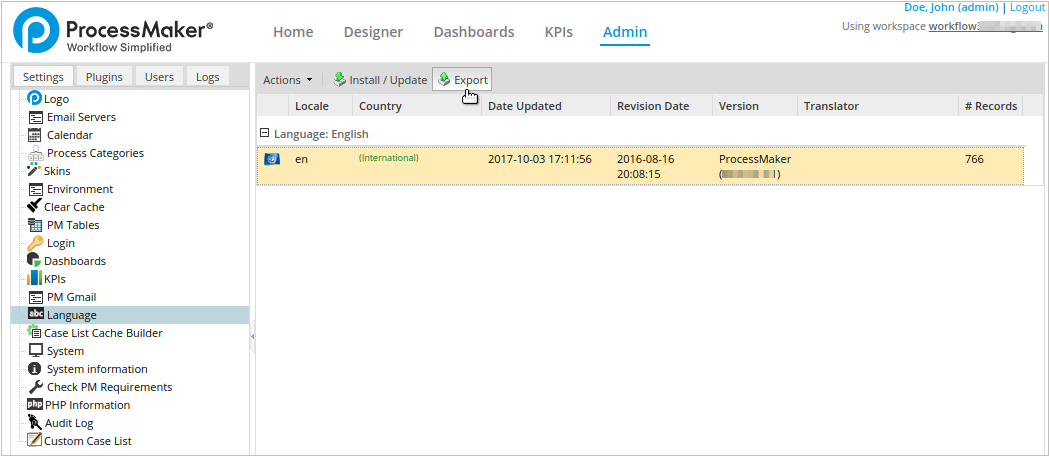 Doe, John (admin) | Logout
ProcessMaker®
Workflow Simplified
Home Designer Dashboards KPIs Admin
Using workspace workflow
Settings Plugins Users Logs
Actions Install / Update Export
Locale Country Date Updated Revision Date Version Translator # Records
Language: English
en (International) 2017-10-03 17:11:56 2016-08-16 ProcessMaker 766
20:08:15
Logo
Email Servers
Calendar
Process Categories
Skins
Environment
Clear Cache
PM Tables
Login
Dashboards
KPIs
PM Gmail
abc Language
Case List Cache Builder
System
System information
Check PM Requirements
php PHP Information
Audit Log
Custom Case List